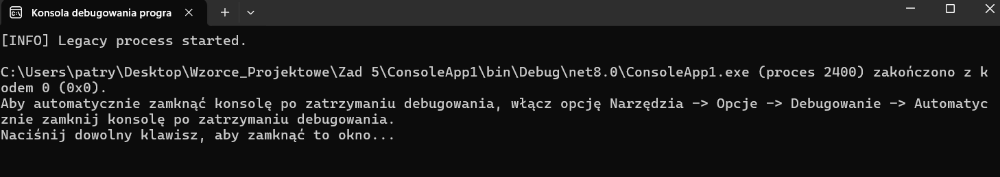 Konsola debugowania progra
[INFO] Legacy process started.
C:\Users\patry\Desktop\Wzorce_Projektowe\Zad 5\ConsoleApp1\bin\Debug\net8.0\ConsoleApp1.exe (proces 2400) zakończono z k
odem 0 (0x0).
Aby automatycznie zamknąć konsolę po zatrzymaniu debugowania, włącz opcję Narzędzia -> Opcje -> Debugowanie -> Automatyc
znie zamknij konsolę po zatrzymaniu debugowania.
Naciśnij dowolny klawisz, aby zamknąć to okno...